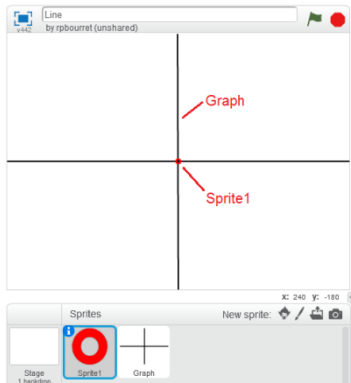 Line
v442
by rpbourret (unshared)
Graph
Sprite1
x: 240 y: -180
Sprites
New sprite:
Stage
1 backdrop
Sprite1
Graph